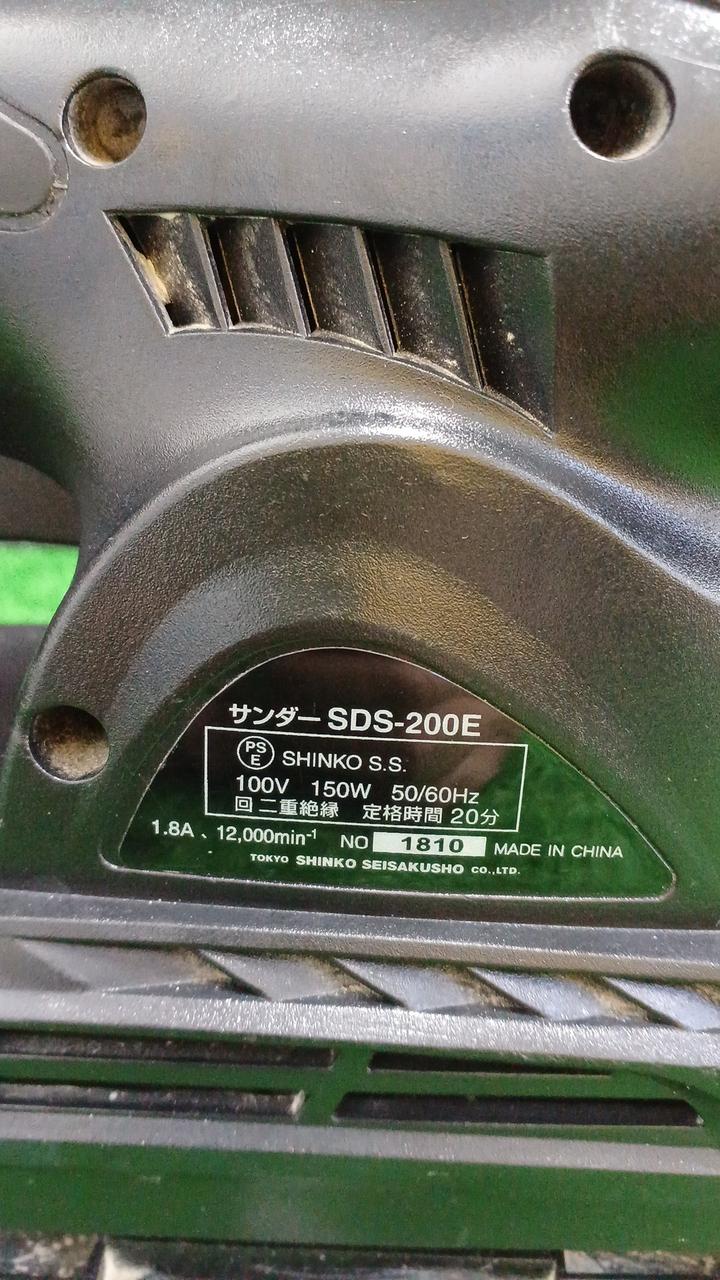 サンダー SDS-200E
PS E SHINKO S.S.
100V 150W 50/60Hz
回 二重絶縁 定格時間 20分
1.8A、12,000min-1 NO 1810 MADE IN CHINA
TOKYO SHINKO SEISAKUSHO CO.,LTD.